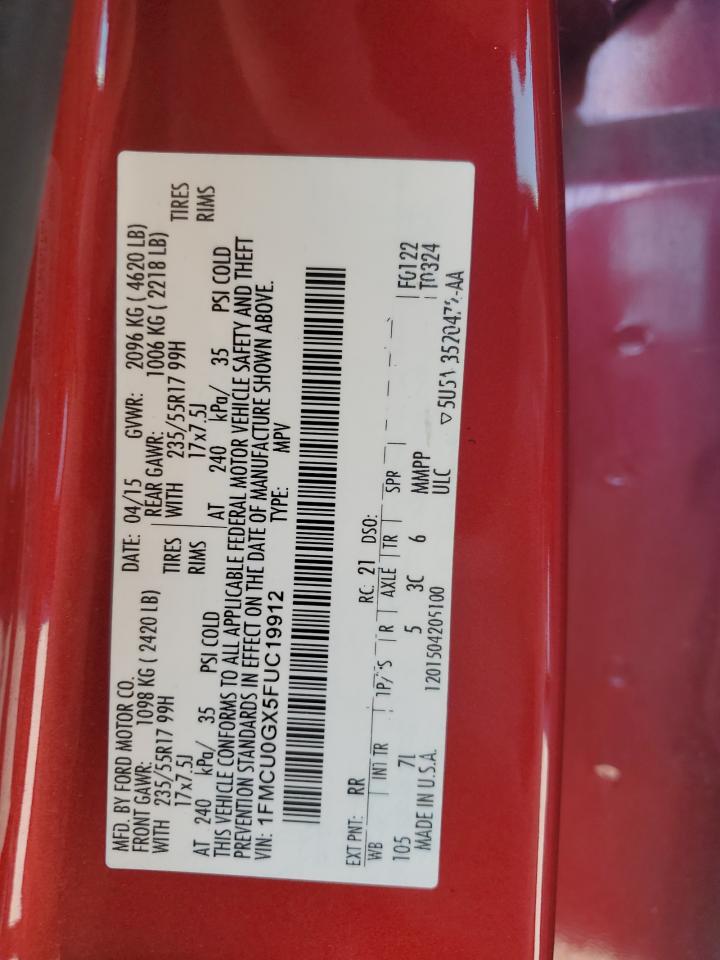 MFD. BY FORD MOTOR CO.
DATE: 04/15 GVWR: 2096 KG ( 4620 LB)
FRONT GAWR: 1098 KG ( 2420 LB) REAR GAWR: 1006 KG ( 2218 LB)
WITH 235/55R17 99H TIRES WITH 235/55R17 99H TIRES
17x7.5J RIMS 17x7.5J RIMS
AT 240 kPa/ 35 PSI COLD AT 240 kPa/ 35 PSI COLD
THIS VEHICLE CONFORMS TO ALL APPLICABLE FEDERAL MOTOR VEHICLE SAFETY AND THEFT
PREVENTION STANDARDS IN EFFECT ON THE DATE OF MANUFACTURE SHOWN ABOVE.
VIN: 1FMCU0GX5FUC19912 TYPE: MPV
EXT PNT: RR RC: 21 DSO:
WB INT TR TP/PS R AXLE TR SPR F0122
105 7L 5 3C 6 MMPP T0324
MADE IN U.S.A. 1201504205100 ULC